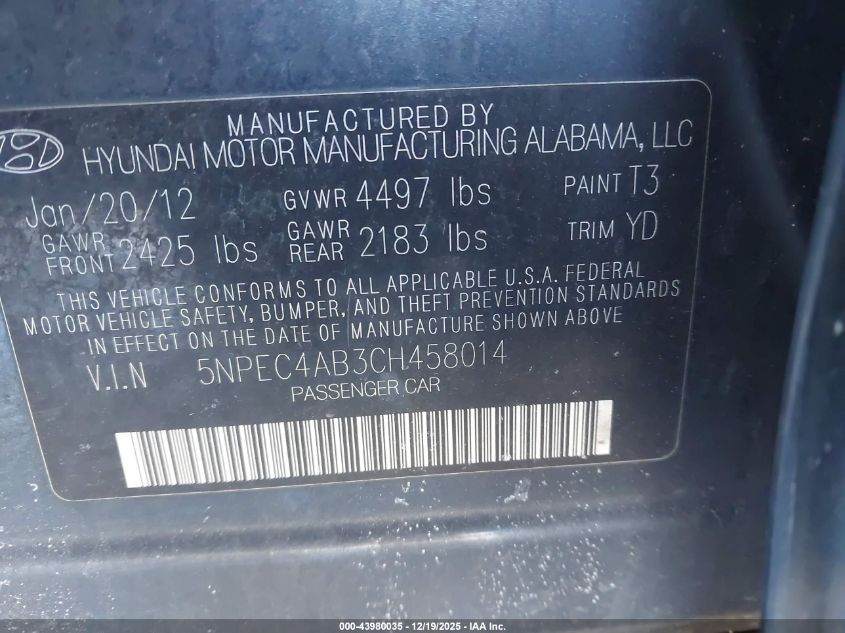 MANUFACTURED BY
HYUNDAI MOTOR MANUFACTURING ALABAMA, LLC
Jan/20/12 GVWR 4497 lbs PAINT T3
GAWR FRONT 2425 lbs GAWR REAR 2183 lbs TRIM YD
THIS VEHICLE CONFORMS TO ALL APPLICABLE U.S.A. FEDERAL
MOTOR VEHICLE SAFETY, BUMPER, AND THEFT PREVENTION STANDARDS
IN EFFECT ON THE DATE OF MANUFACTURE SHOWN ABOVE.
V.I.N 5NPEC4AB3CH458014
PASSENGER CAR
000-43980035 - 12/19/2025 - IAA Inc.